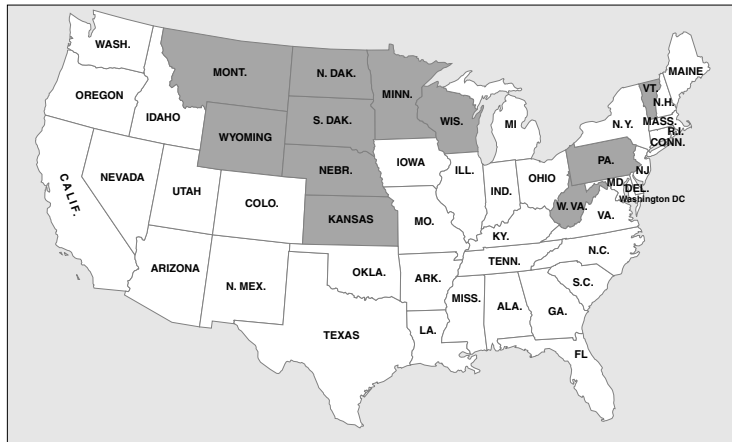 WASH.
MONT.
N. DAK.
MINN.
OREGON
IDAHO
WYOMING
S. DAK.
WIS.
MI
N.Y.
VT.
MAINE
N.H.
MASS.
R.I.
CONN.
NEBR.
IOWA
ILL.
IND.
OHIO
PA.
NJ
MD.
DEL.
Washington DC
NEVADA
UTAH
COLO.
KANSAS
MO.
KY.
W. VA.
VA.
CALIF.
ARIZONA
N. MEX.
OKLA.
ARK.
TENN.
N.C.
S.C.
TEXAS
LA.
MISS.
ALA.
GA.
FL